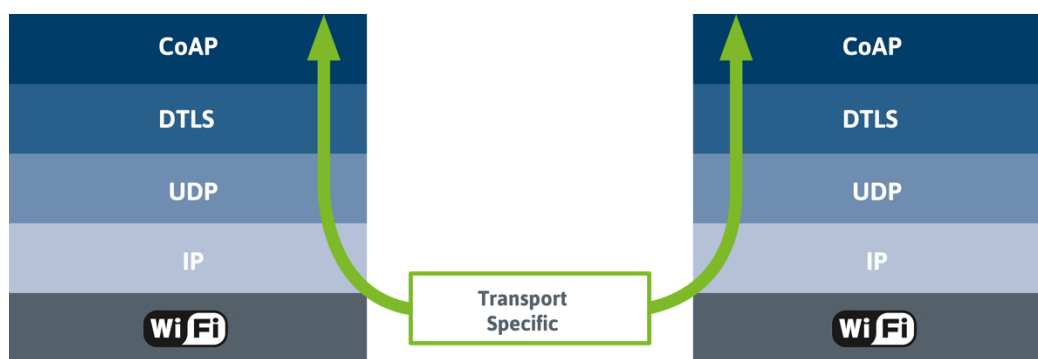 CoAP
DTLS
UDP
IP
WiFi
Transport
Specific
CoAP
DTLS
UDP
IP
WiFi